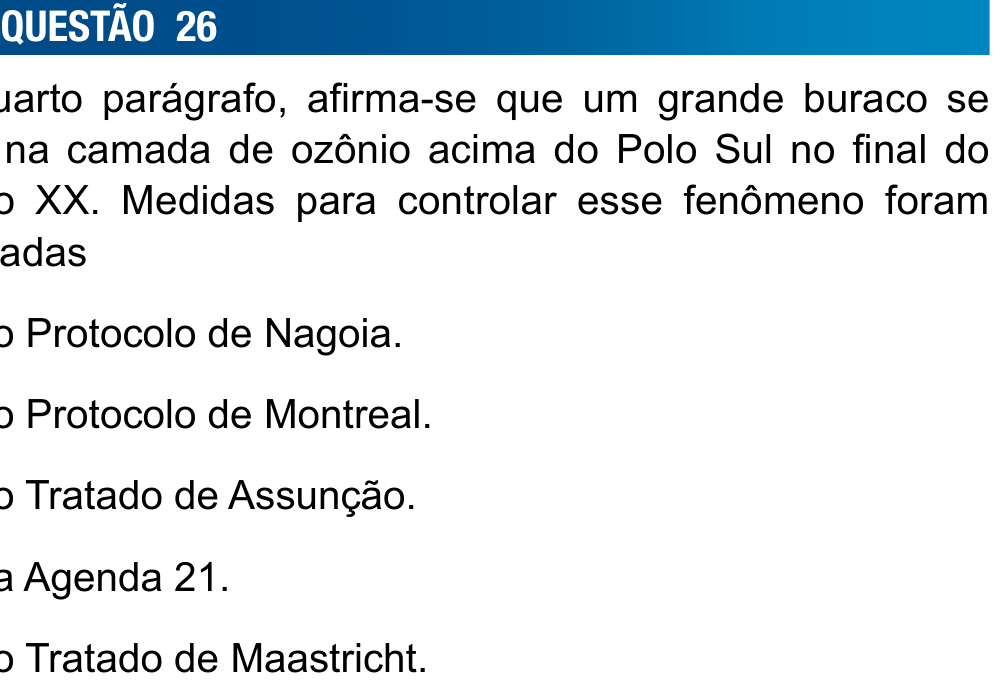 QUESTÃO 26
uarto parágrafo, afirma-se que um grande buraco se
na camada de ozônio acima do Polo Sul no final do
o XX. Medidas para controlar esse fenômeno foram
adas
o Protocolo de Nagoia.
o Protocolo de Montreal.
o Tratado de Assunção.
a Agenda 21.
o Tratado de Maastricht.